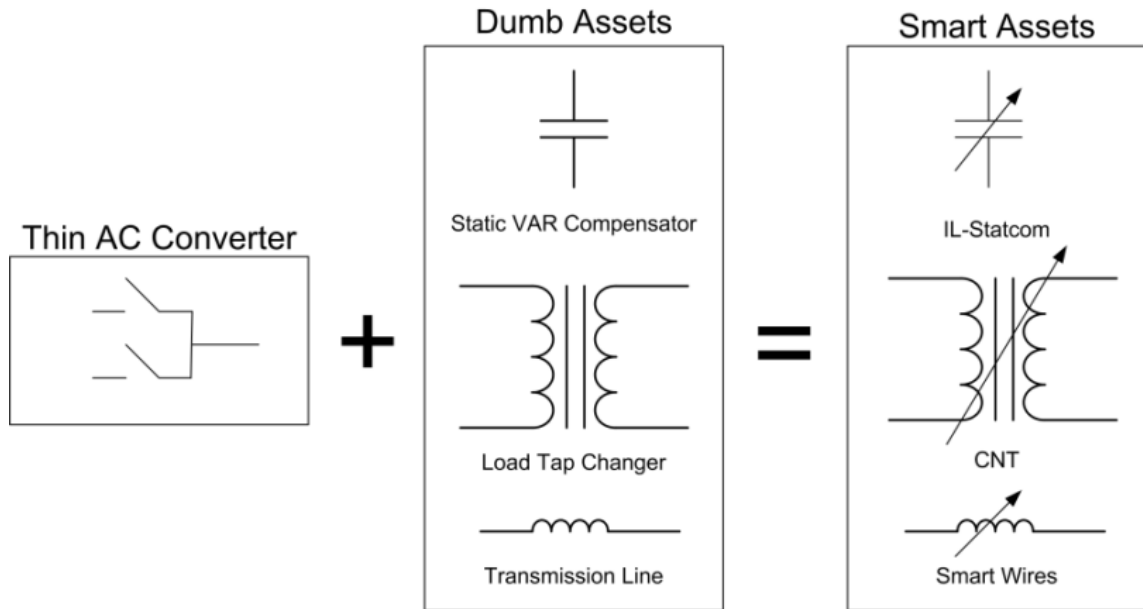 Dumb Assets
Smart Assets
Static VAR Compensator
IL-Statcom
Thin AC Converter
+
=
Load Tap Changer
CNT
Transmission Line
Smart Wires